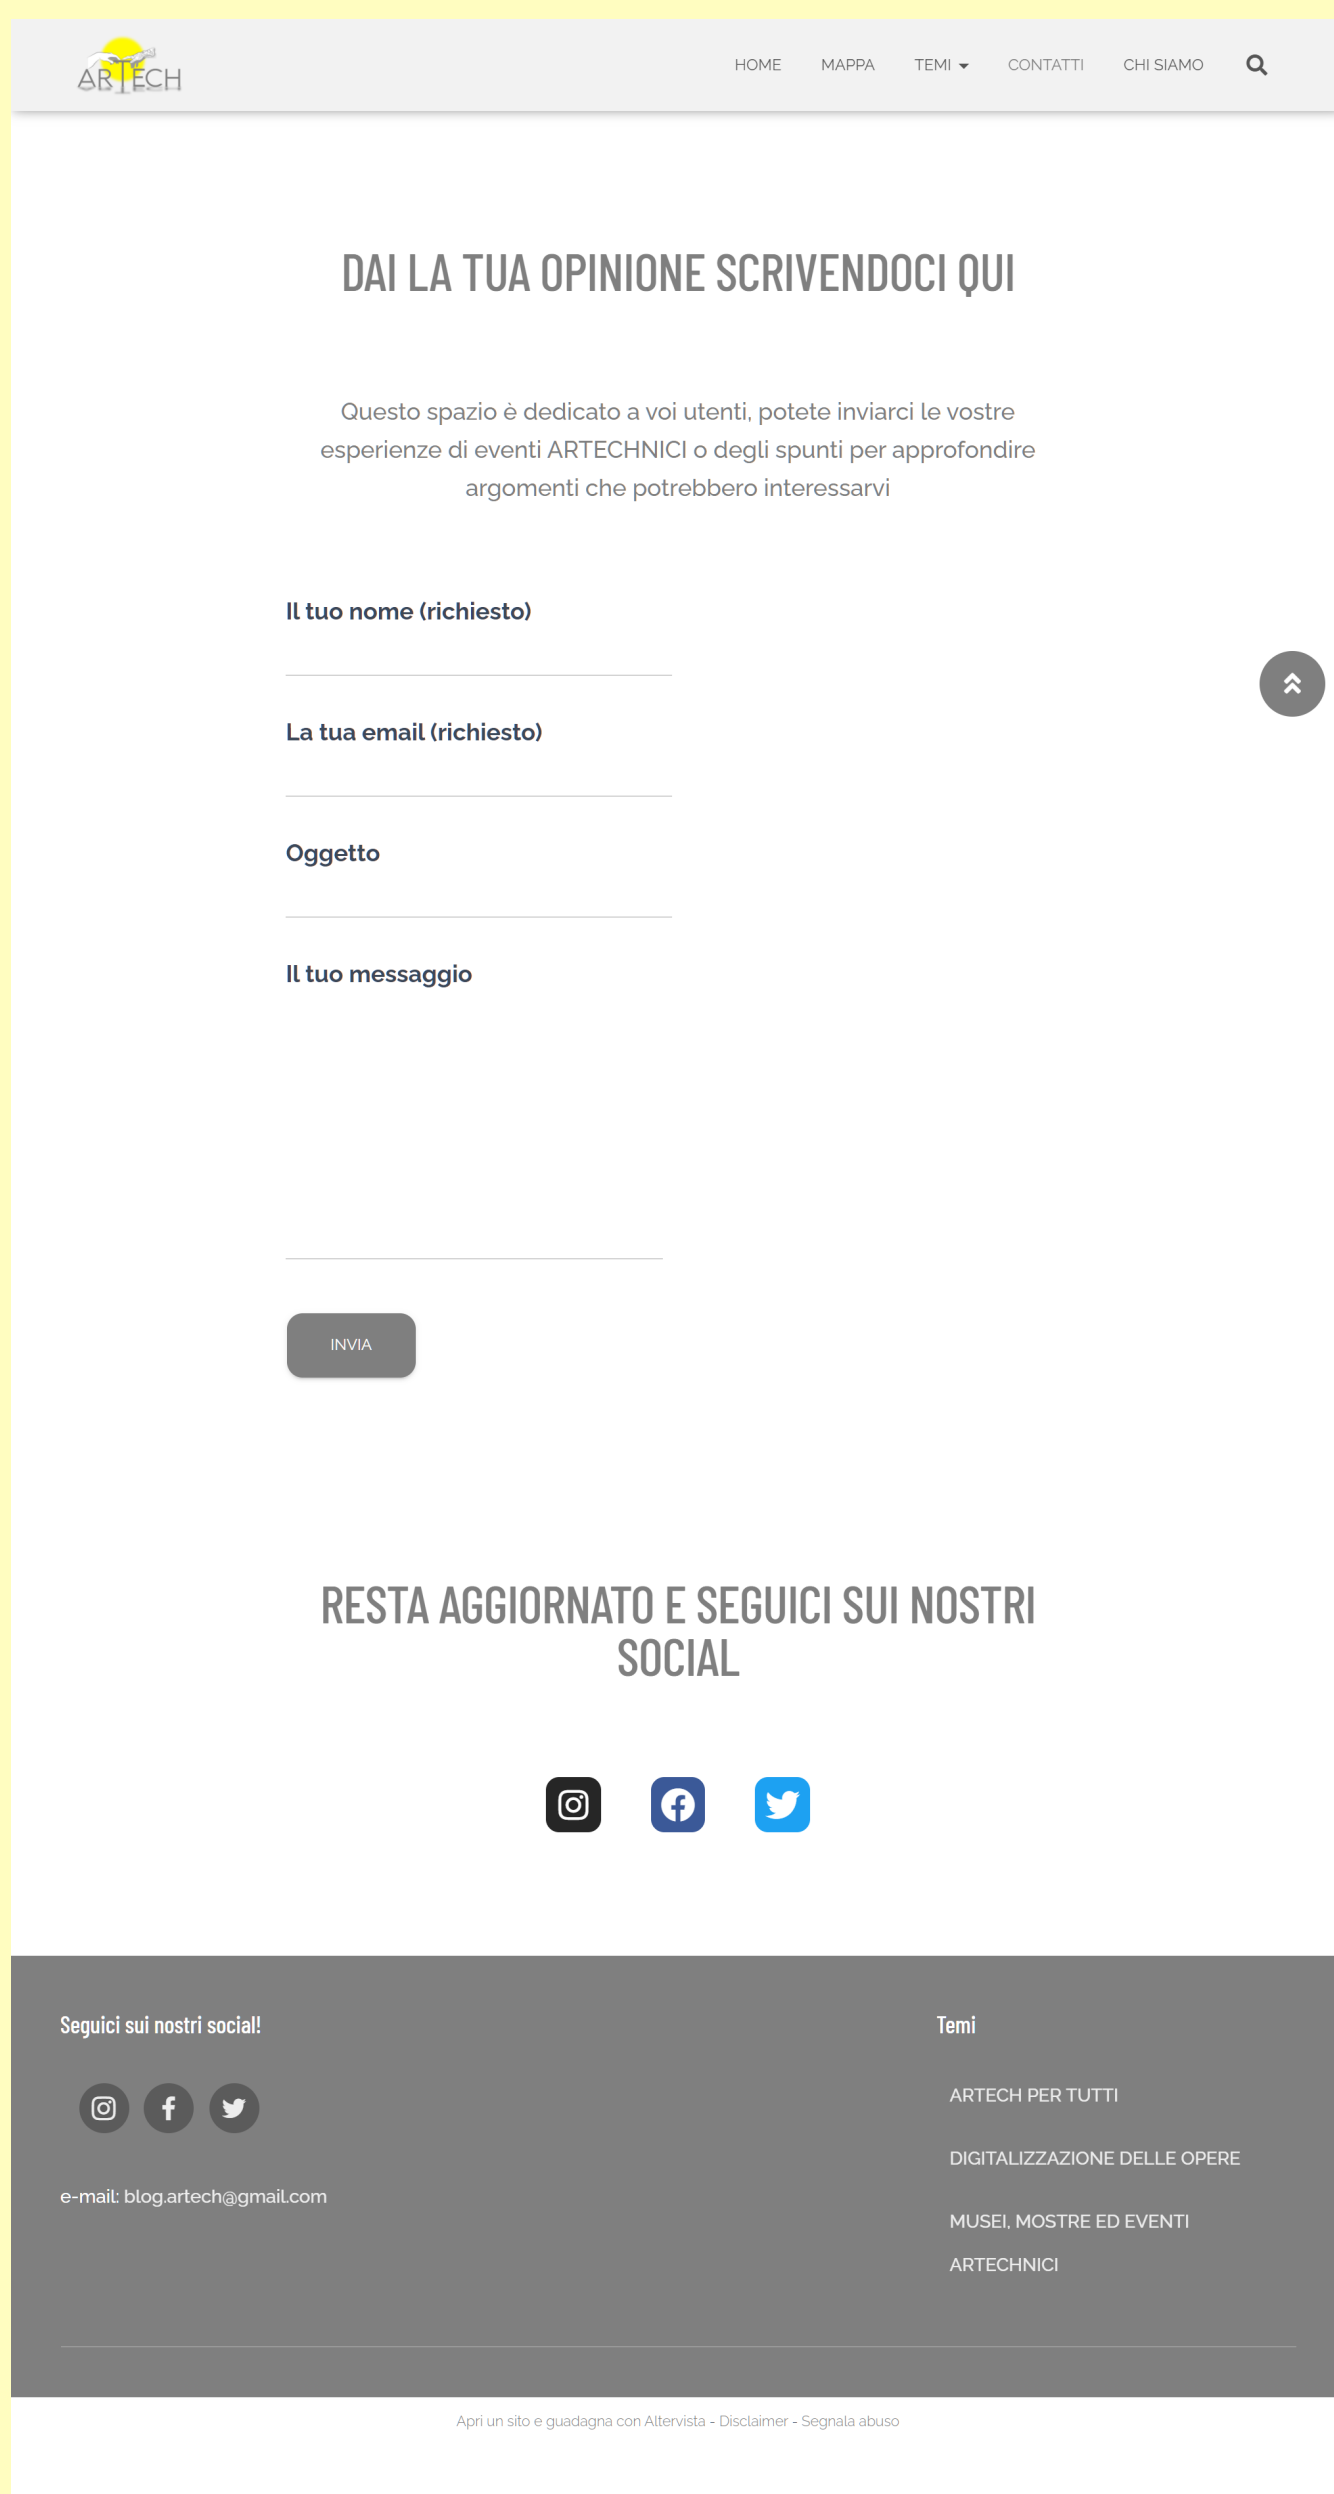 ARTECH
HOME MAPPA TEMI CONTATTI CHI SIAMO
DAI LA TUA OPINIONE SCRIVENDOCI QUI
Questo spazio è dedicato a voi utenti, potete inviarci le vostre
esperienze di eventi ARTECHNICI o degli spunti per approfondire
argomenti che potrebbero interessarvi
Il tuo nome (richiesto)
La tua email (richiesto)
Oggetto
Il tuo messaggio
INVIA
RESTA AGGIORNATO E SEGUICI SUI NOSTRI
SOCIAL
Seguici sui nostri social!
e-mail: blog.artech@gmail.com
Temi
ARTECH PER TUTTI
DIGITALIZZAZIONE DELLE OPERE
MUSEI, MOSTRE ED EVENTI
ARTECHNICI
Apri un sito e guadagna con Altervista - Disclaimer - Segnala abuso